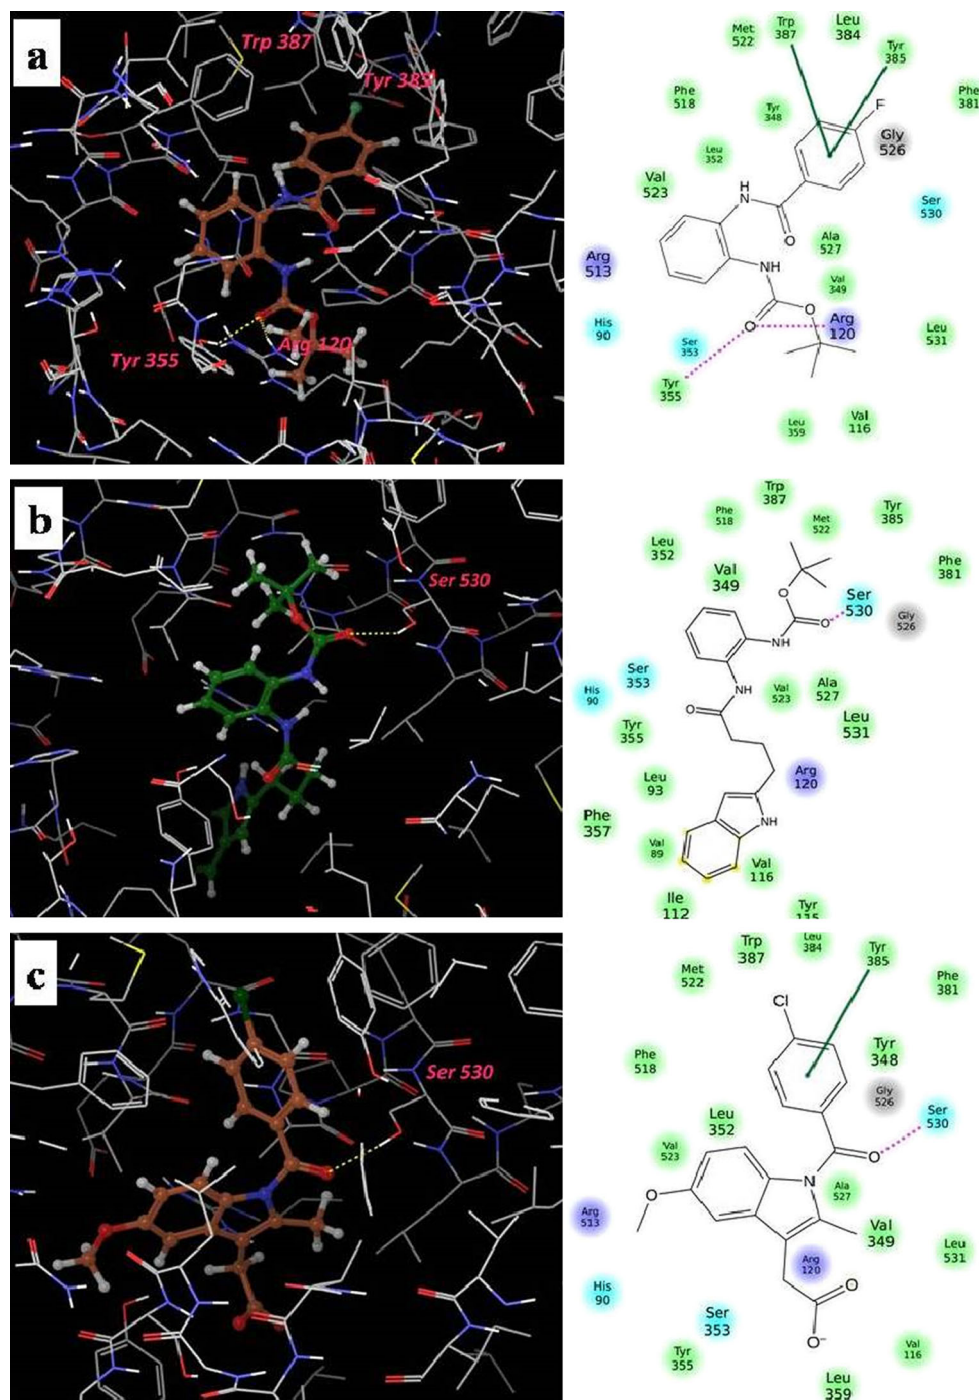 a
Trp 387
Tyr 385
Tyr 355
Arg 120
Met
522
Trp
387
Leu
384
Tyr
385
Phe
518
Tyr
348
F
Phe
381
Gly
526
Leu
352
Val
523
H
N
O
Ser
530
Ala
527
Arg
513
NH
Val
349
O
O
Arg
120
His
90
Ser
353
Leu
531
Tyr
355
Leu
359
Val
116
b
Ser 530
Trp
387
Phe
518
Met
522
Tyr
385
Leu
352
Phe
381
Val
349
O
Ser
530
O⁻
Gly
526
NH
Ser
353
His
90
NH
Val
523
Ala
527
O
Leu
531
Tyr
355
Arg
120
Leu
93
Phe
357
NH
Val
89
Val
116
Ile
112
Tyr
115
c
Ser 530
Trp
387
Leu
384
Tyr
385
Met
522
Phe
381
Cl
Tyr
348
Phe
518
Gly
526
Ser
530
Leu
352
Val
523
O
N
Ala
527
O
Arg
513
Val
349
Leu
531
Arg
120
His
90
O
Ser
353
O⁻
Val
116
Tyr
355
Leu
359